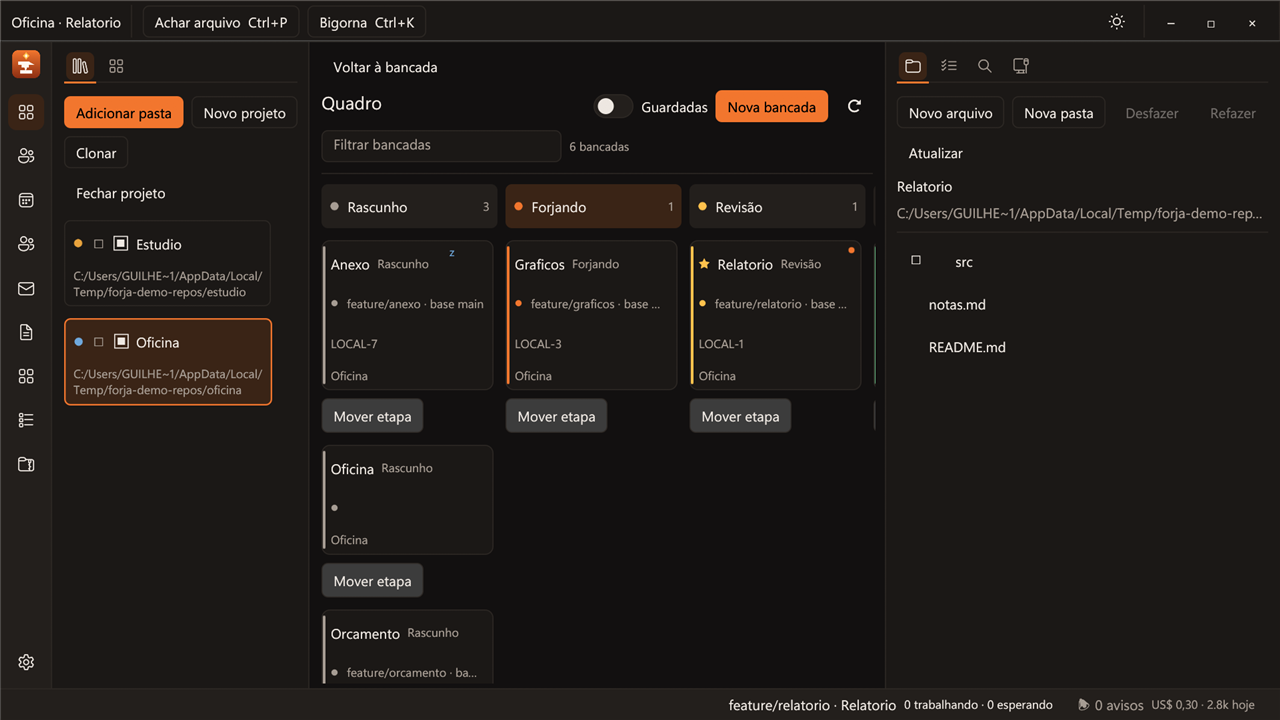 Oficina · Relatorio
Achar arquivo Ctrl+P
Bigorna Ctrl+K
Adicionar pasta
Novo projeto
Clonar
Fechar projeto
Estudio
C:/Users/GUILHE~1/AppData/Local/
Temp/forja-demo-repos/estudio
Oficina
C:/Users/GUILHE~1/AppData/Local/
Temp/forja-demo-repos/oficina
Voltar à bancada
Quadro
Guardadas
Nova bancada
Filtrar bancadas
6 bancadas
Rascunho 3
Forjando 1
Revisão 1
Anexo Rascunho z
feature/anexo · base main
LOCAL-7
Oficina
Mover etapa
Graficos Forjando
feature/graficos · base ...
LOCAL-3
Oficina
Mover etapa
Relatorio Revisão
feature/relatorio · base ...
LOCAL-1
Oficina
Mover etapa
Oficina Rascunho
Oficina
Mover etapa
Orcamento Rascunho
feature/orcamento · ba...
Novo arquivo
Nova pasta
Desfazer
Refazer
Atualizar
Relatorio
C:/Users/GUILHE~1/AppData/Local/Temp/forja-demo-rep...
src
notas.md
README.md
feature/relatorio · Relatorio
0 trabalhando · 0 esperando
0 avisos
US$ 0,30 · 2.8k hoje